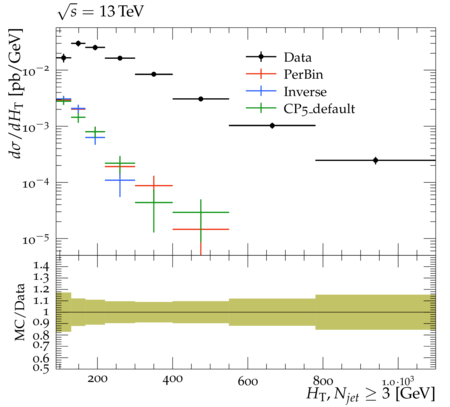 √s = 13 TeV
dσ/dH_T [pb/GeV]
10⁻²
10⁻³
10⁻⁴
10⁻⁵
Data
PerBin
Inverse
CP5_default
MC/Data
1.4
1.3
1.2
1.1
1
0.9
0.8
0.7
0.6
0.5
200
400
600
800
1.0·10³
H_T, N_jet ≥ 3 [GeV]